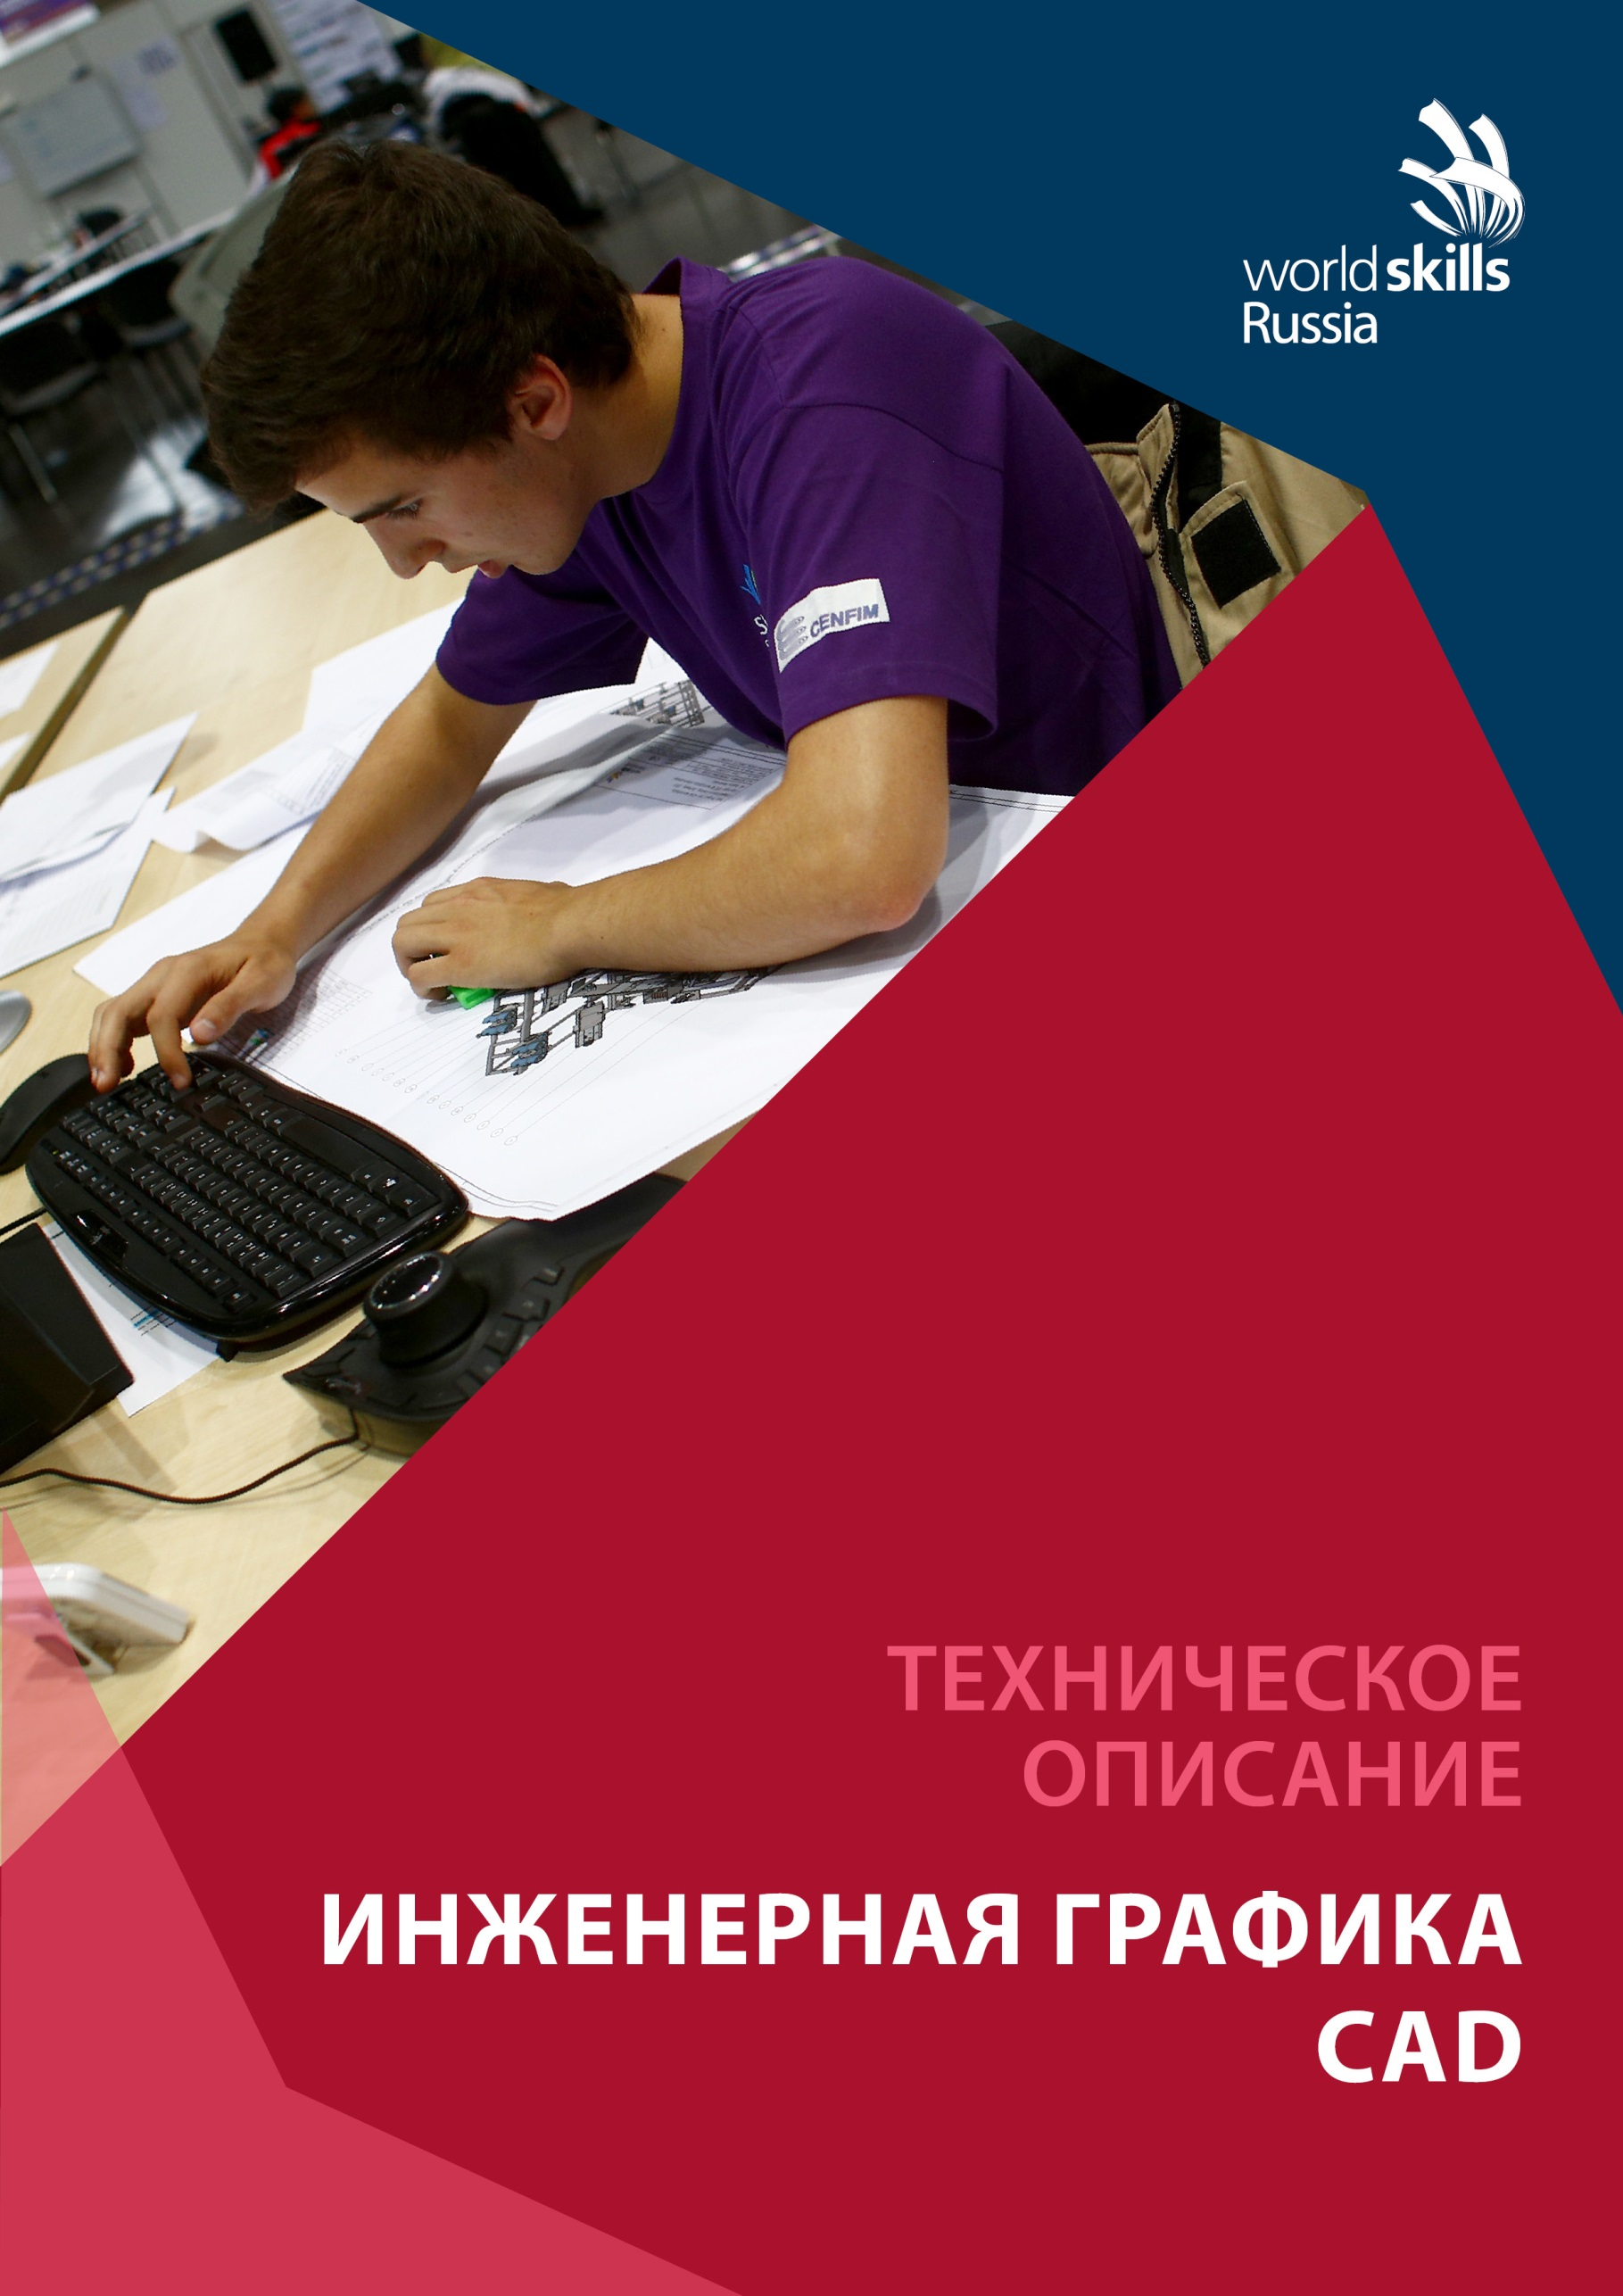 world skills
Russia
CENFIM
ТЕХНИЧЕСКОЕ
ОПИСАНИЕ
ИНЖЕНЕРНАЯ ГРАФИКА
CAD